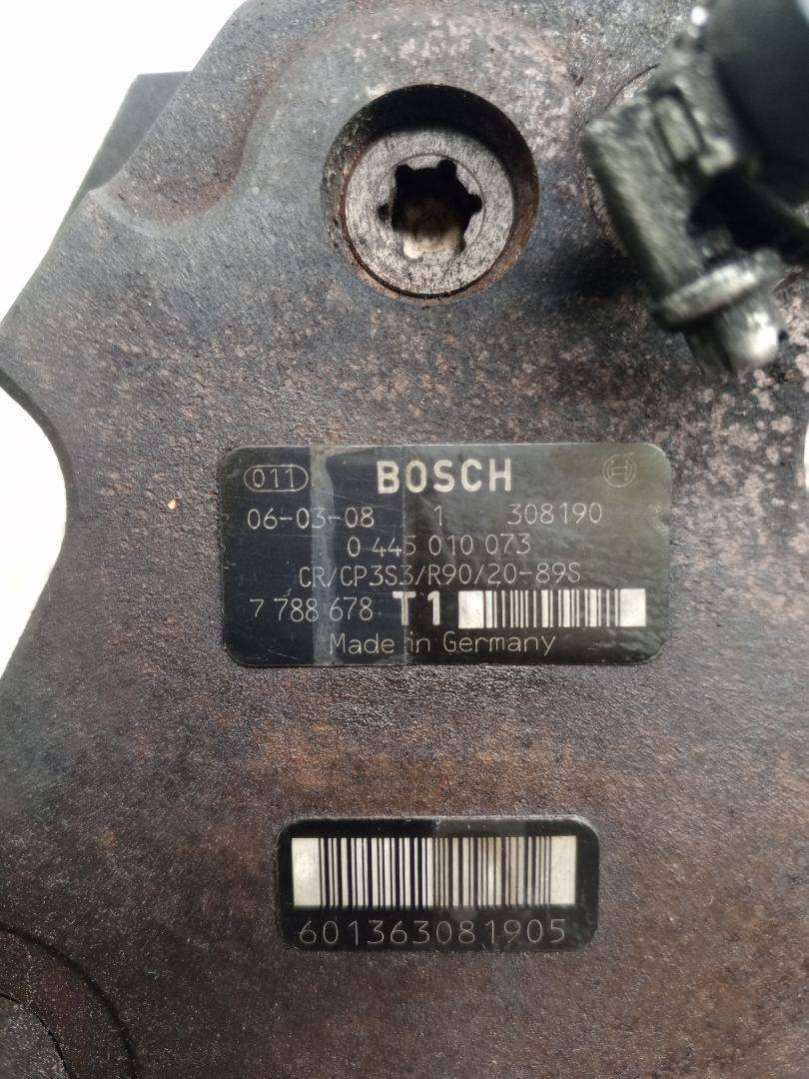 011 BOSCH
06-03-08 1 308190
0 445 010 073
CR/CP3S3/R90/20-89S
7 788 678 T1
Made in Germany
601363081905